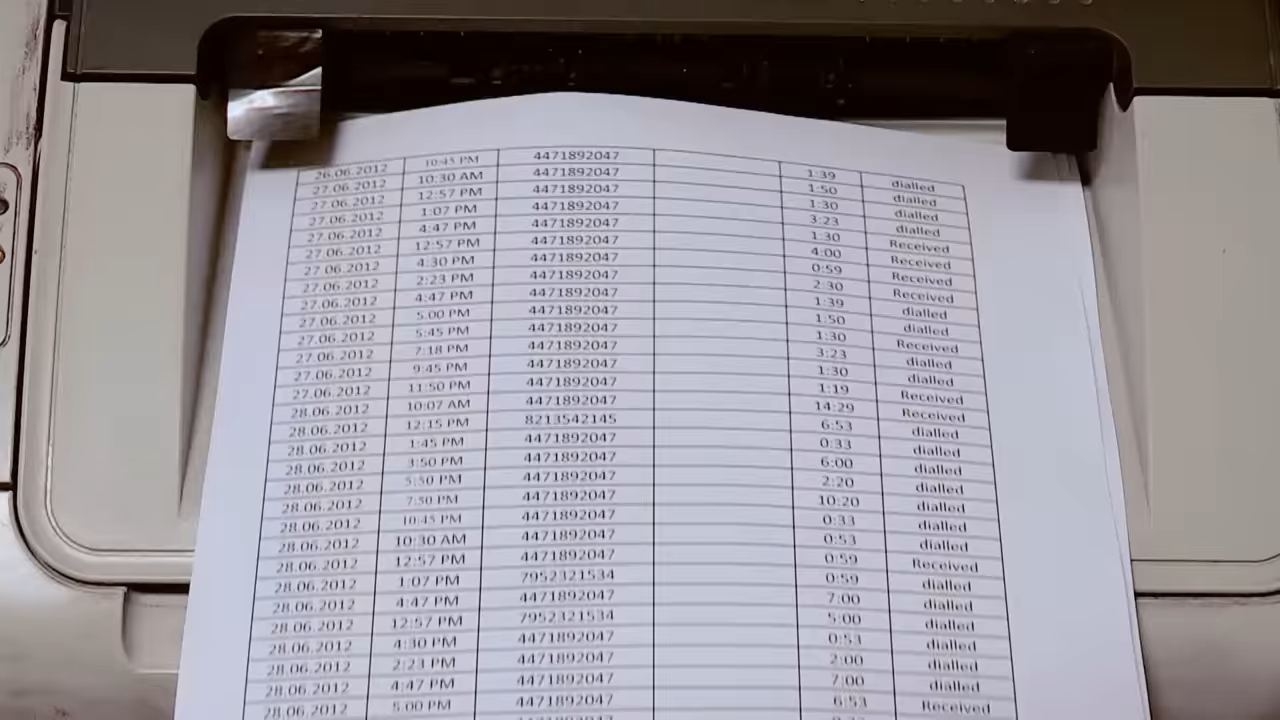 26.06.2012 10:45 PM 4471892047 1:39 dialled
27.06.2012 10:30 AM 4471892047 1:50 dialled
27.06.2012 12:57 PM 4471892047 1:30 dialled
27.06.2012 1:07 PM 4471892047 3:23 dialled
27.06.2012 4:47 PM 4471892047 1:30 Received
27.06.2012 12:57 PM 4471892047 4:00 Received
27.06.2012 4:30 PM 4471892047 0:59 Received
27.06.2012 2:23 PM 4471892047 2:30 Received
27.06.2012 4:47 PM 4471892047 1:39 dialled
27.06.2012 5:00 PM 4471892047 1:50 dialled
27.06.2012 5:45 PM 4471892047 1:30 Received
27.06.2012 7:18 PM 4471892047 3:23 dialled
27.06.2012 9:45 PM 4471892047 1:30 dialled
27.06.2012 11:50 PM 4471892047 1:19 Received
28.06.2012 10:07 AM 4471892047 14:29 Received
28.06.2012 12:15 PM 8213542145 6:53 dialled
28.06.2012 1:45 PM 4471892047 0:33 dialled
28.06.2012 3:50 PM 4471892047 6:00 dialled
28.06.2012 5:50 PM 4471892047 2:20 dialled
28.06.2012 7:50 PM 4471892047 10:20 dialled
28.06.2012 10:45 PM 4471892047 0:33 dialled
28.06.2012 10:30 AM 4471892047 0:53 dialled
28.06.2012 12:57 PM 4471892047 0:59 Received
28.06.2012 1:07 PM 7952321534 0:59 dialled
28.06.2012 4:47 PM 4471892047 7:00 dialled
28.06.2012 12:57 PM 7952321534 5:00 dialled
28.06.2012 4:30 PM 4471892047 0:53 dialled
28.06.2012 2:23 PM 4471892047 2:00 dialled
28.06.2012 4:47 PM 4471892047 7:00 dialled
28.06.2012 5:00 PM 4471892047 6:53 Received